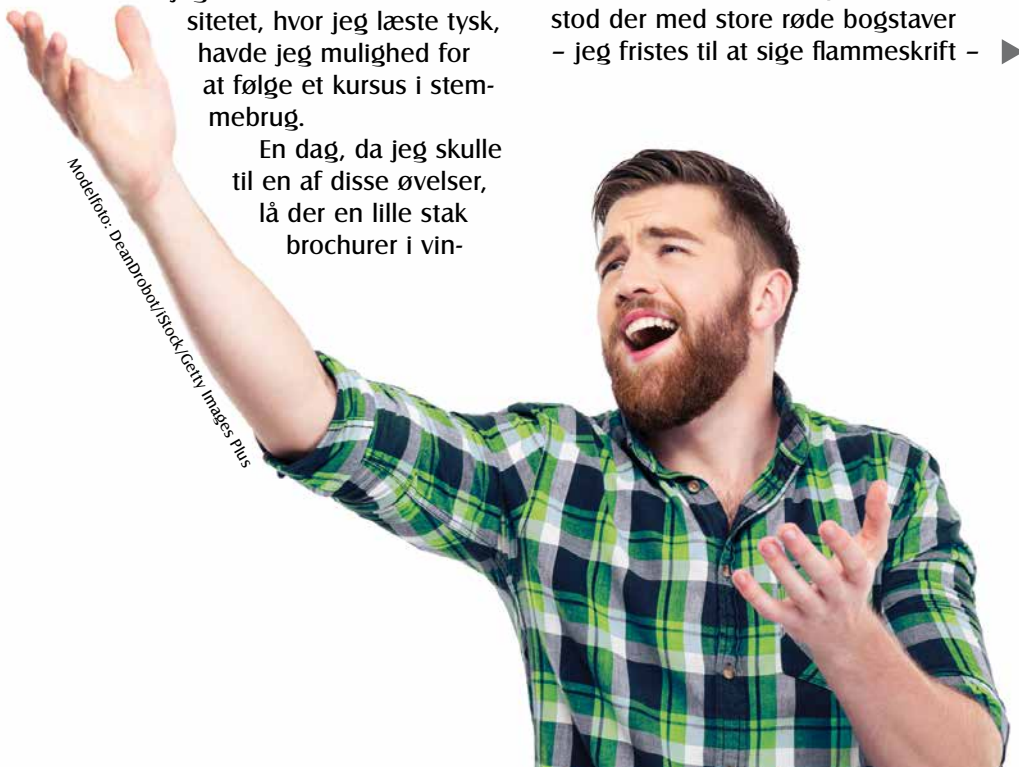 sitetet, hvor jeg læste tysk,
havde jeg mulighed for
at følge et kursus i stem-
mebrug.
En dag, da jeg skulle
til en af disse øvelser,
lå der en lille stak
brochurer i vin-
stod der med store røde bogstaver
– jeg fristes til at sige flammeskrift –
Modelfoto: DeanDrobot/iStock/Getty Images Plus